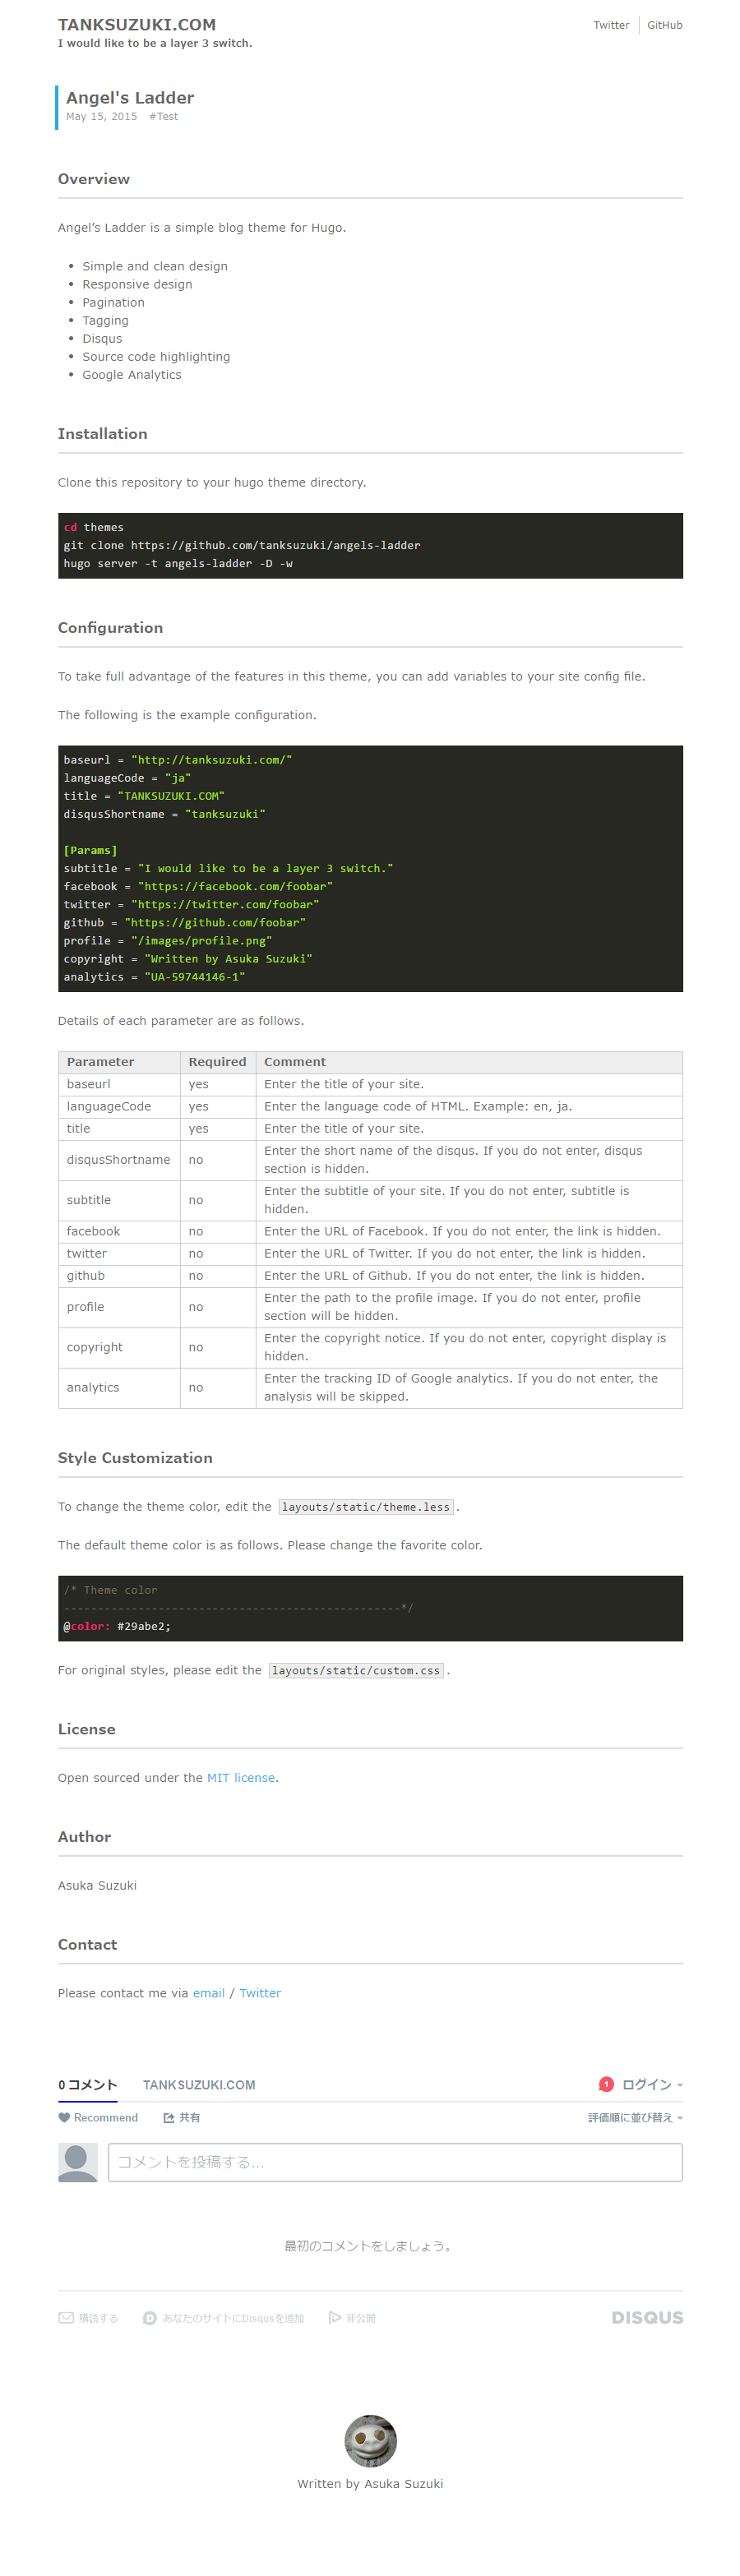 TANKSUZUKI.COM
I would like to be a layer 3 switch.
Twitter
GitHub
Angel's Ladder
May 15, 2015 #Test
Overview
Angel’s Ladder is a simple blog theme for Hugo.
• Simple and clean design
• Responsive design
• Pagination
• Tagging
• Disqus
• Source code highlighting
• Google Analytics
Installation
Clone this repository to your hugo theme directory.
cd themes
git clone https://github.com/tanksuzuki/angels-ladder
hugo server -t angels-ladder -D -w
Configuration
To take full advantage of the features in this theme, you can add variables to your site config file.
The following is the example configuration.
baseurl = "http://tanksuzuki.com/"
languageCode = "ja"
title = "TANKSUZUKI.COM"
disqusShortname = "tanksuzuki"
[Params]
subtitle = "I would like to be a layer 3 switch."
facebook = "https://facebook.com/foobar"
twitter = "https://twitter.com/foobar"
github = "https://github.com/foobar"
profile = "/images/profile.png"
copyright = "Written by Asuka Suzuki"
analytics = "UA-59744146-1"
Details of each parameter are as follows.
Parameter Required Comment
baseurl yes Enter the title of your site.
languageCode yes Enter the language code of HTML. Example: en, ja.
title yes Enter the title of your site.
disqusShortname no Enter the short name of the disqus. If you do not enter, disqus
section is hidden.
subtitle no Enter the subtitle of your site. If you do not enter, subtitle is
hidden.
facebook no Enter the URL of Facebook. If you do not enter, the link is hidden.
twitter no Enter the URL of Twitter. If you do not enter, the link is hidden.
github no Enter the URL of Github. If you do not enter, the link is hidden.
profile no Enter the path to the profile image. If you do not enter, profile
section will be hidden.
copyright no Enter the copyright notice. If you do not enter, copyright display is
hidden.
analytics no Enter the tracking ID of Google analytics. If you do not enter, the
analysis will be skipped.
Style Customization
To change the theme color, edit the layouts/static/theme.less.
The default theme color is as follows. Please change the favorite color.
/* Theme color
--------------------------------------------------*/
@color: #29abe2;
For original styles, please edit the layouts/static/custom.css.
License
Open sourced under the MIT license.
Author
Asuka Suzuki
Contact
Please contact me via email / Twitter
0 コメント TANKSUZUKI.COM 1 ログイン
Recommend 共有 評価順に並び替え
コメントを投稿する...
最初のコメントをしましょう。
購読する D あなたのサイトにDisqusを追加 非公開 DISQUS
Written by Asuka Suzuki